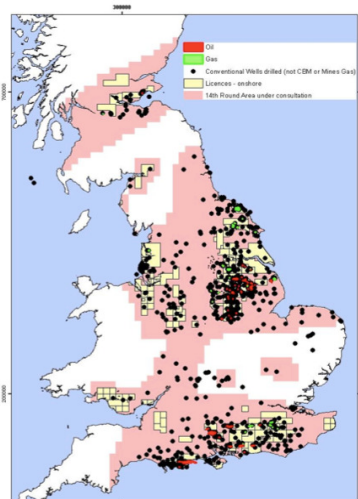 300000
Oil
Gas
Conventional Wells drilled (not CBM or Mines Gas)
Licences - onshore
14th Round Area under consultation
700000
200000